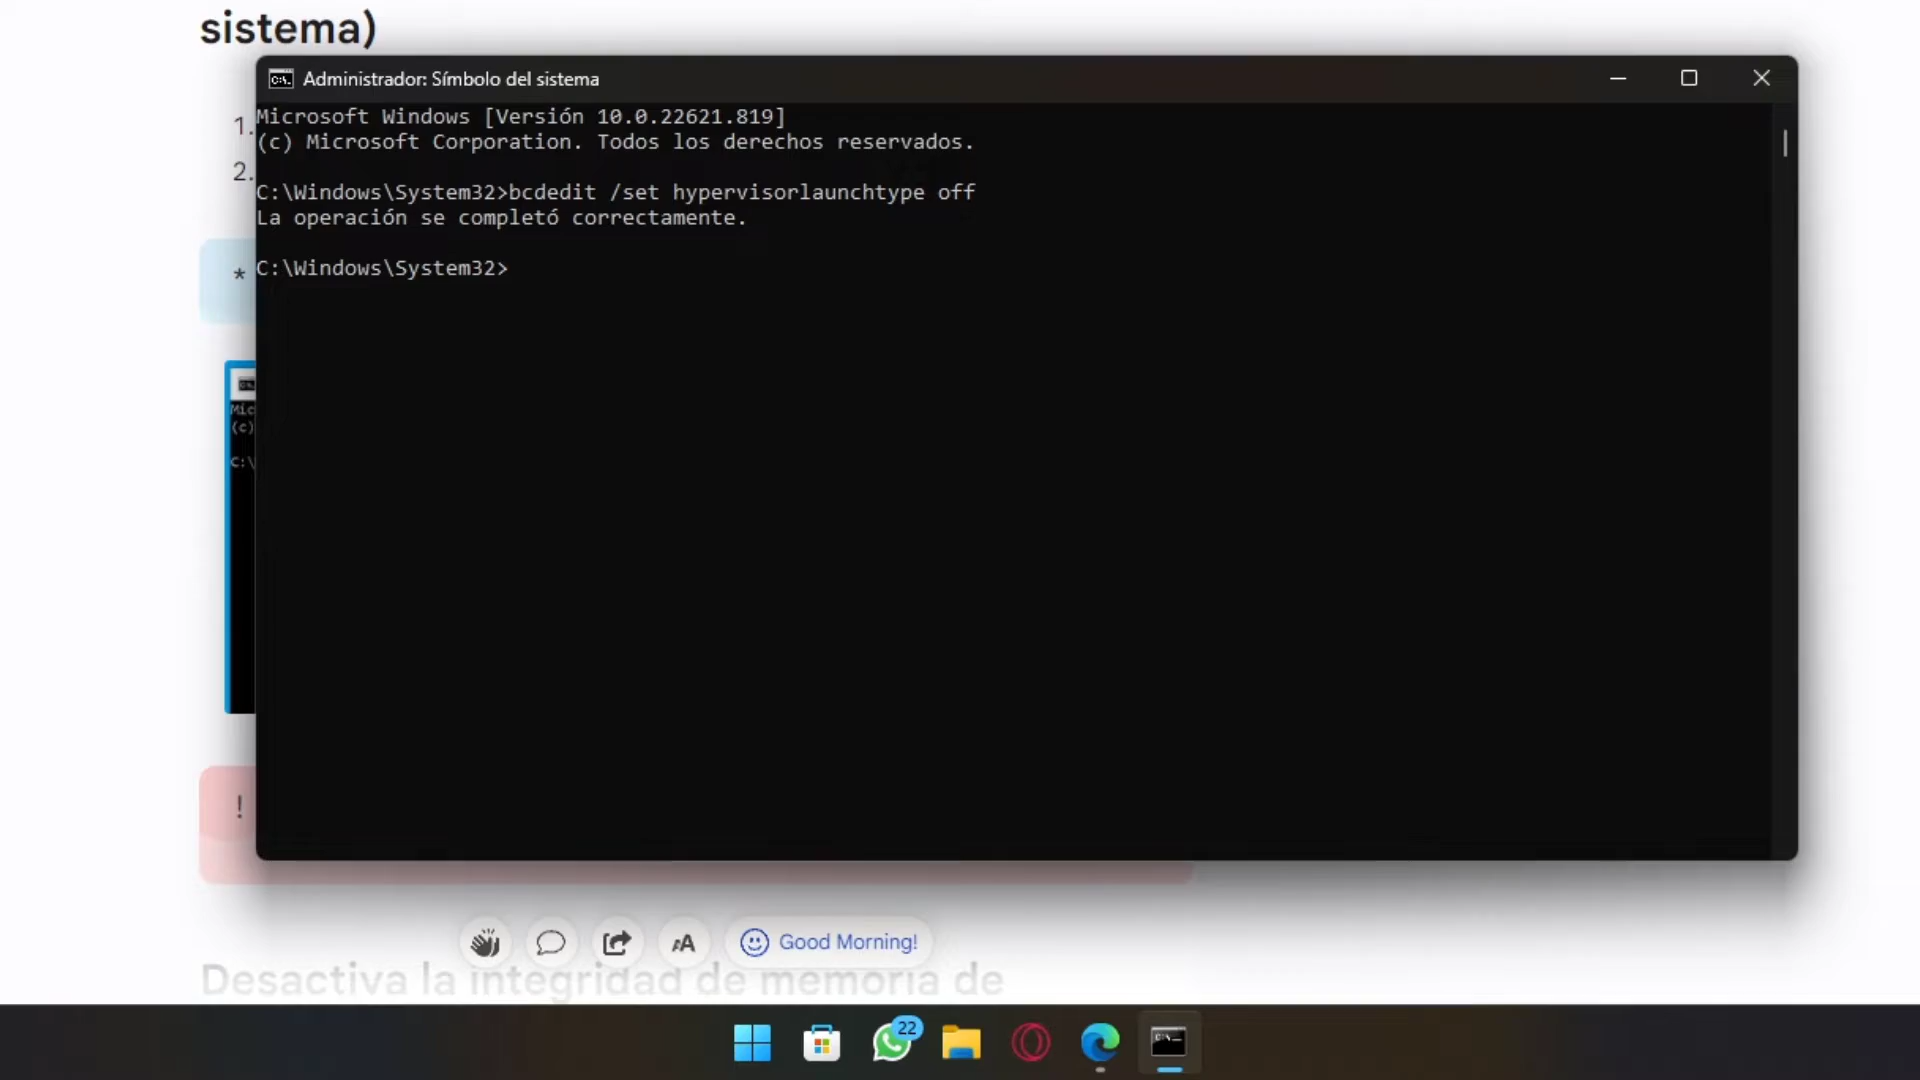 sistema)
Administrador: Símbolo del sistema
1.
2.
Microsoft Windows [Versión 10.0.22621.819]
(c) Microsoft Corporation. Todos los derechos reservados.
C:\Windows\System32>bcdedit /set hypervisorlaunchtype off
La operación se completó correctamente.
* C:\Windows\System32>
Mic
(c)
C:\
!
Good Morning!
Desactiva la integridad de memoria de
22